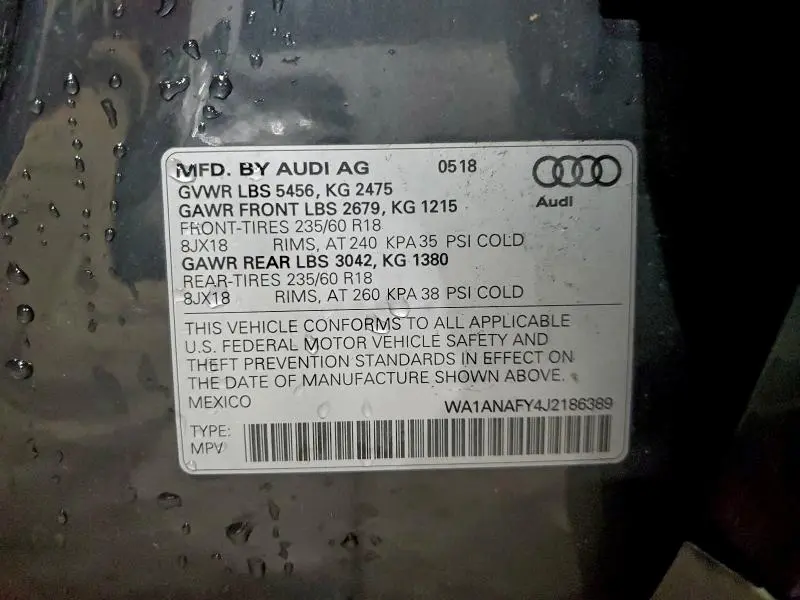 MFD. BY AUDI AG 0518
GVWR LBS 5456, KG 2475
GAWR FRONT LBS 2679, KG 1215
FRONT-TIRES 235/60 R18
8JX18 RIMS, AT 240 KPA 35 PSI COLD
GAWR REAR LBS 3042, KG 1380
REAR-TIRES 235/60 R18
8JX18 RIMS, AT 260 KPA 38 PSI COLD
Audi
THIS VEHICLE CONFORMS TO ALL APPLICABLE
U.S. FEDERAL MOTOR VEHICLE SAFETY AND
THEFT PREVENTION STANDARDS IN EFFECT ON
THE DATE OF MANUFACTURE SHOWN ABOVE.
MEXICO WA1ANAFY4J2186389
TYPE:
MPV